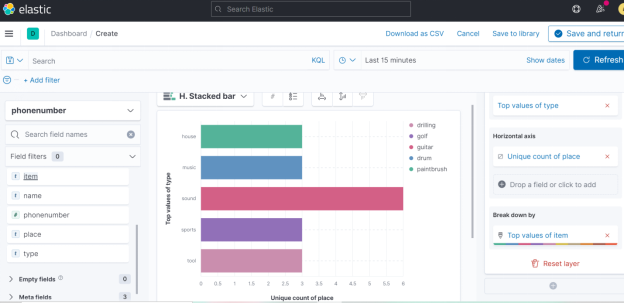 elastic
Search Elastic
D
Dashboard / Create
Download as CSV
Cancel
Save to library
Save and return
Search
KQL
Last 15 minutes
Show dates
Refresh
+ Add filter
phonenumber
Search field names
Field filters 0
t item
t name
# phonenumber
t place
t type
Empty fields 0
Meta fields 3
H. Stacked bar
house
music
sound
sports
tool
Top values of type
0 0.5 1 1.5 2 2.5 3 3.5 4 4.5 5 5.5 6
Unique count of place
drilling
golf
guitar
drum
paintbrush
Top values of type
Horizontal axis
Unique count of place
Drop a field or click to add
Break down by
Top values of item
Reset layer